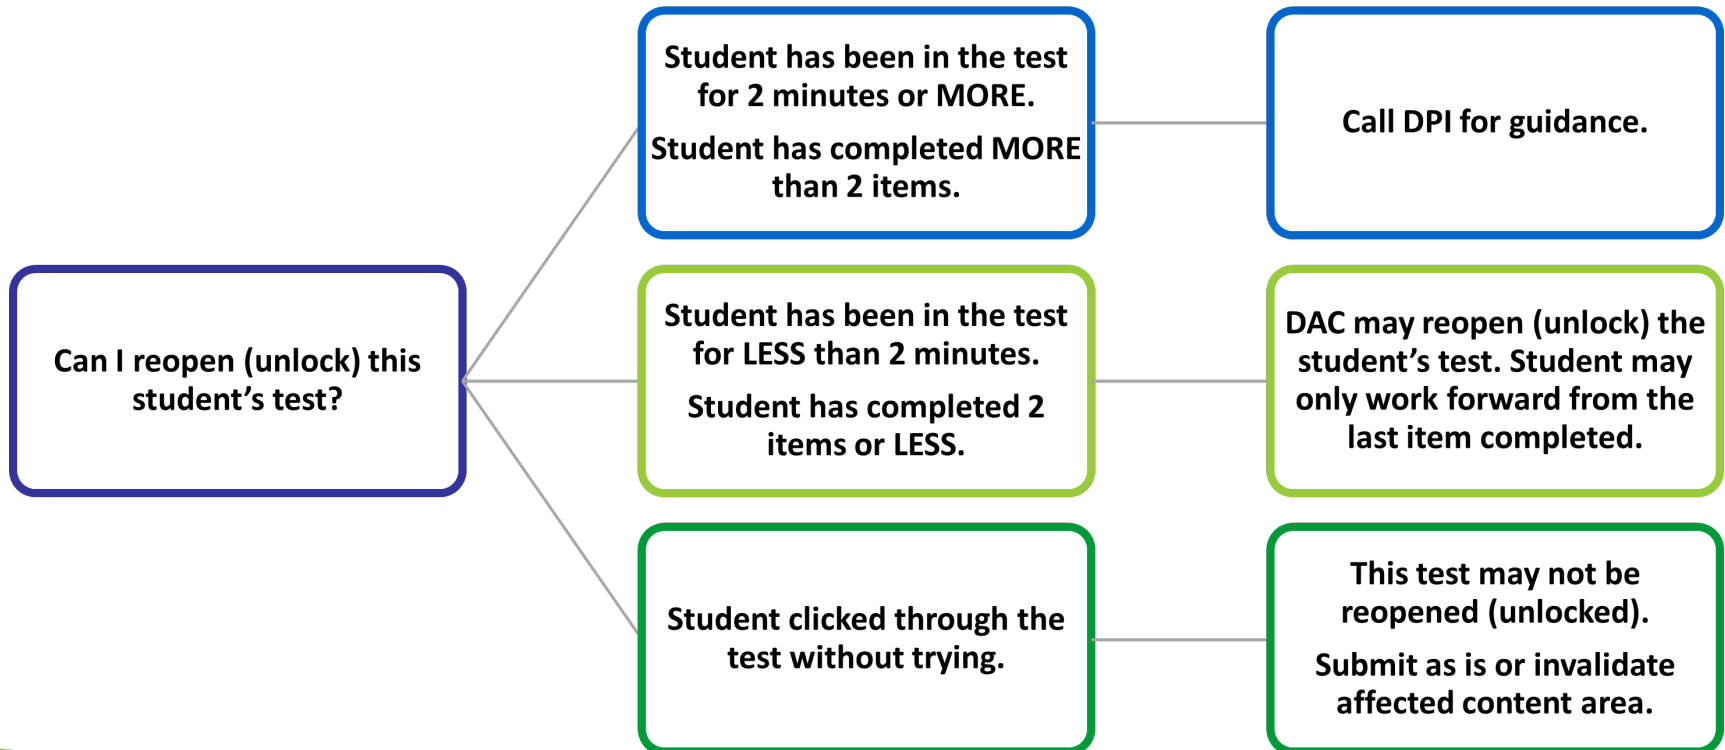 Can I reopen (unlock) this
student's test?
Student has been in the test
for 2 minutes or MORE.
Student has completed MORE
than 2 items.
Call DPI for guidance.
Student has been in the test
for LESS than 2 minutes.
Student has completed 2
items or LESS.
DAC may reopen (unlock) the
student’s test. Student may
only work forward from the
last item completed.
Student clicked through the
test without trying.
This test may not be
reopened (unlocked).
Submit as is or invalidate
affected content area.